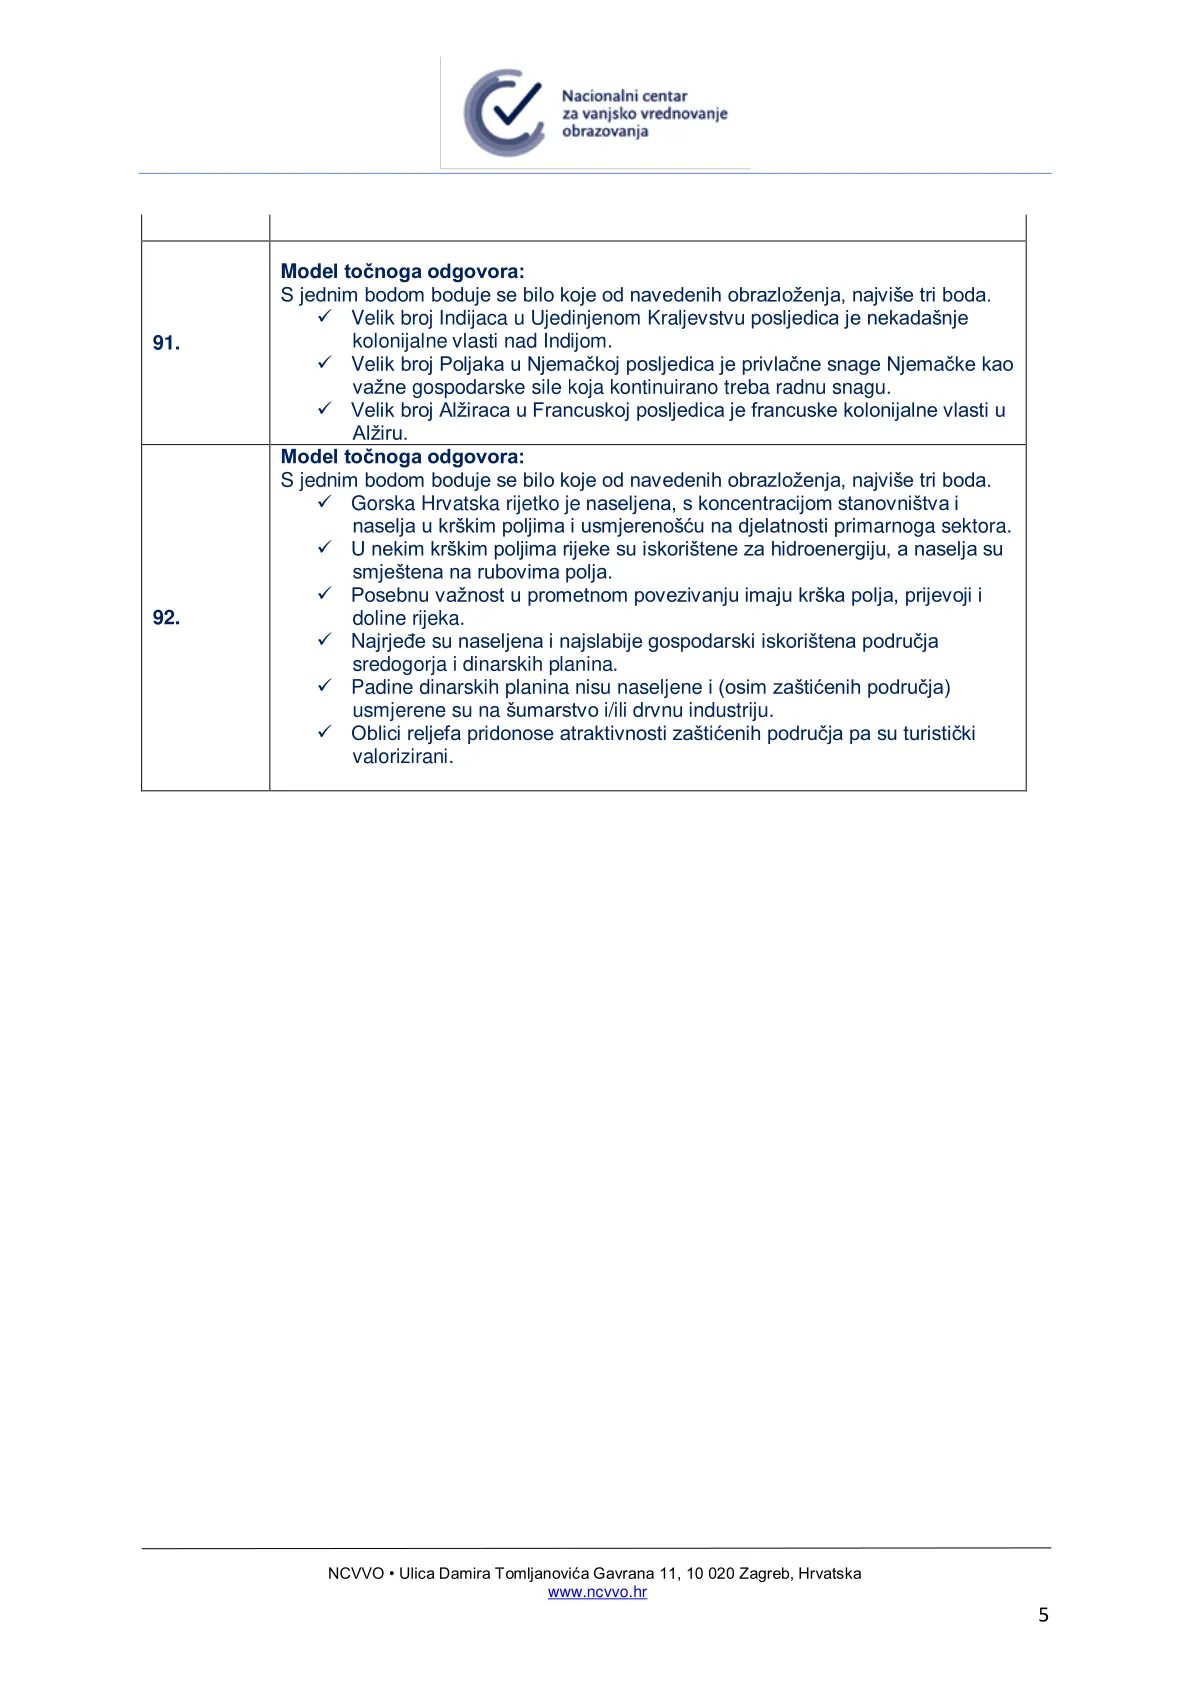 Nacionalni centar
za vanjsko vrednovanje
obrazovanja
91.
Model točnoga odgovora:
S jednim bodom boduje se bilo koje od navedenih obrazloženja, najviše tri boda.
✓ Velik broj Indijaca u Ujedinjenom Kraljevstvu posljedica je nekadašnje
kolonijalne vlasti nad Indijom.
✓ Velik broj Poljaka u Njemačkoj posljedica je privlačne snage Njemačke kao
važne gospodarske sile koja kontinuirano treba radnu snagu.
✓ Velik broj Alžiraca u Francuskoj posljedica je francuske kolonijalne vlasti u
Alžiru.
92.
Model točnoga odgovora:
S jednim bodom boduje se bilo koje od navedenih obrazloženja, najviše tri boda.
✓ Gorska Hrvatska rijetko je naseljena, s koncentracijom stanovništva i
naselja u krškim poljima i usmjerenošću na djelatnosti primarnoga sektora.
✓ U nekim krškim poljima rijeke su iskorištene za hidroenergiju, a naselja su
smještena na rubovima polja.
✓ Posebnu važnost u prometnom povezivanju imaju krška polja, prijevoji i
doline rijeka.
✓ Najrjeđe su naseljena i najslabije gospodarski iskorištena područja
sredogorja i dinarskih planina.
✓ Padine dinarskih planina nisu naseljene i (osim zaštićenih područja)
usmjerene su na šumarstvo i/ili drvnu industriju.
✓ Oblici reljefa pridonose atraktivnosti zaštićenih područja pa su turistički
valorizirani.
NCVVO • Ulica Damira Tomljanovića Gavrana 11, 10 020 Zagreb, Hrvatska
www.ncvvo.hr
5